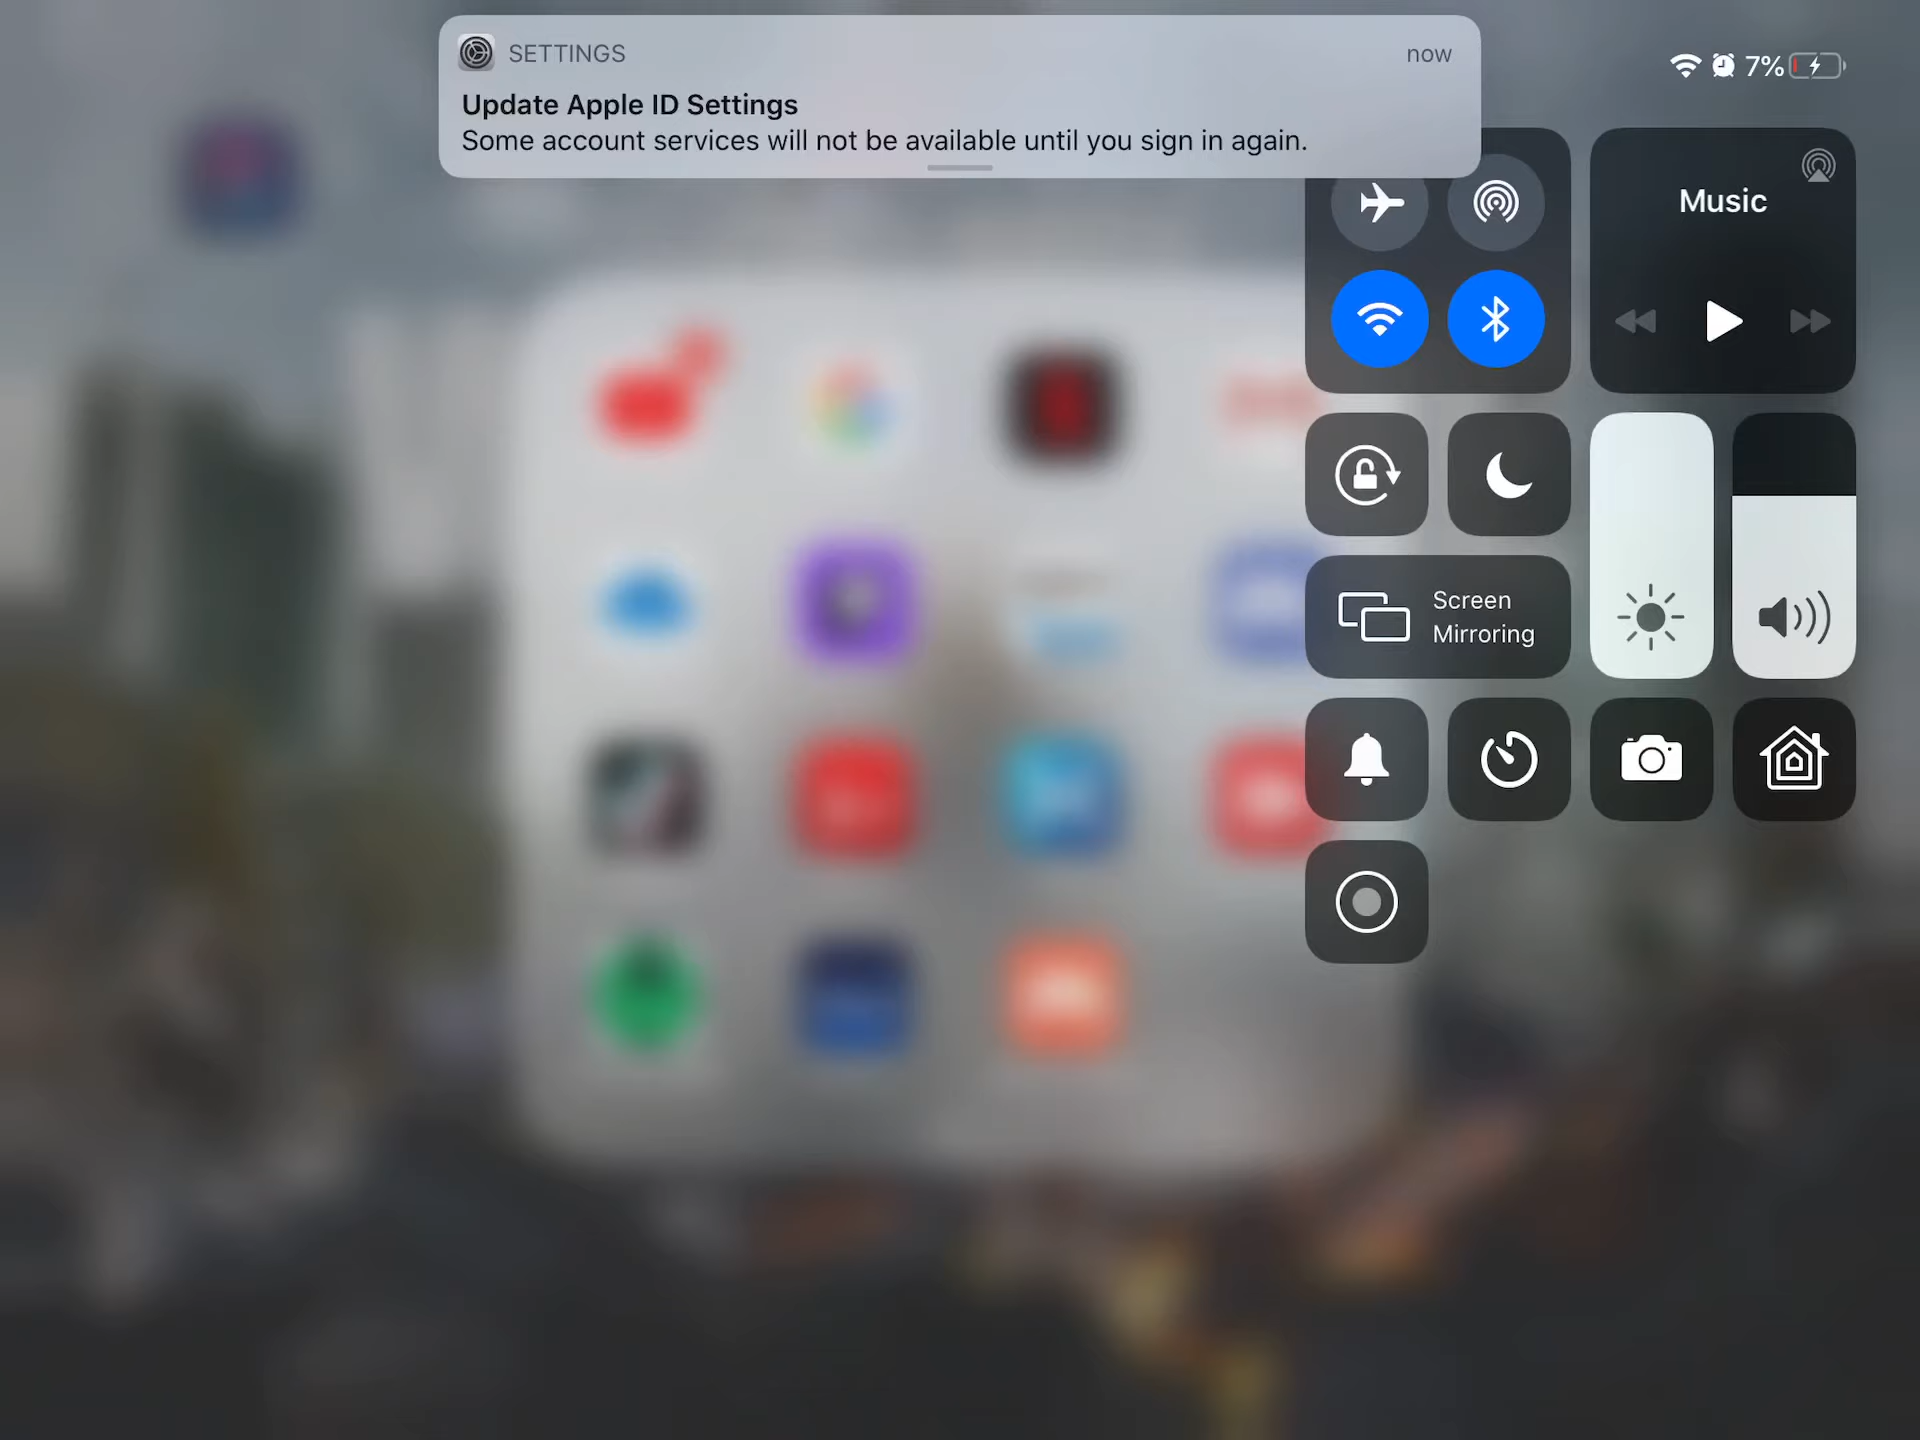 SETTINGS
now
Update Apple ID Settings
Some account services will not be available until you sign in again.
7%
Music
Screen
Mirroring